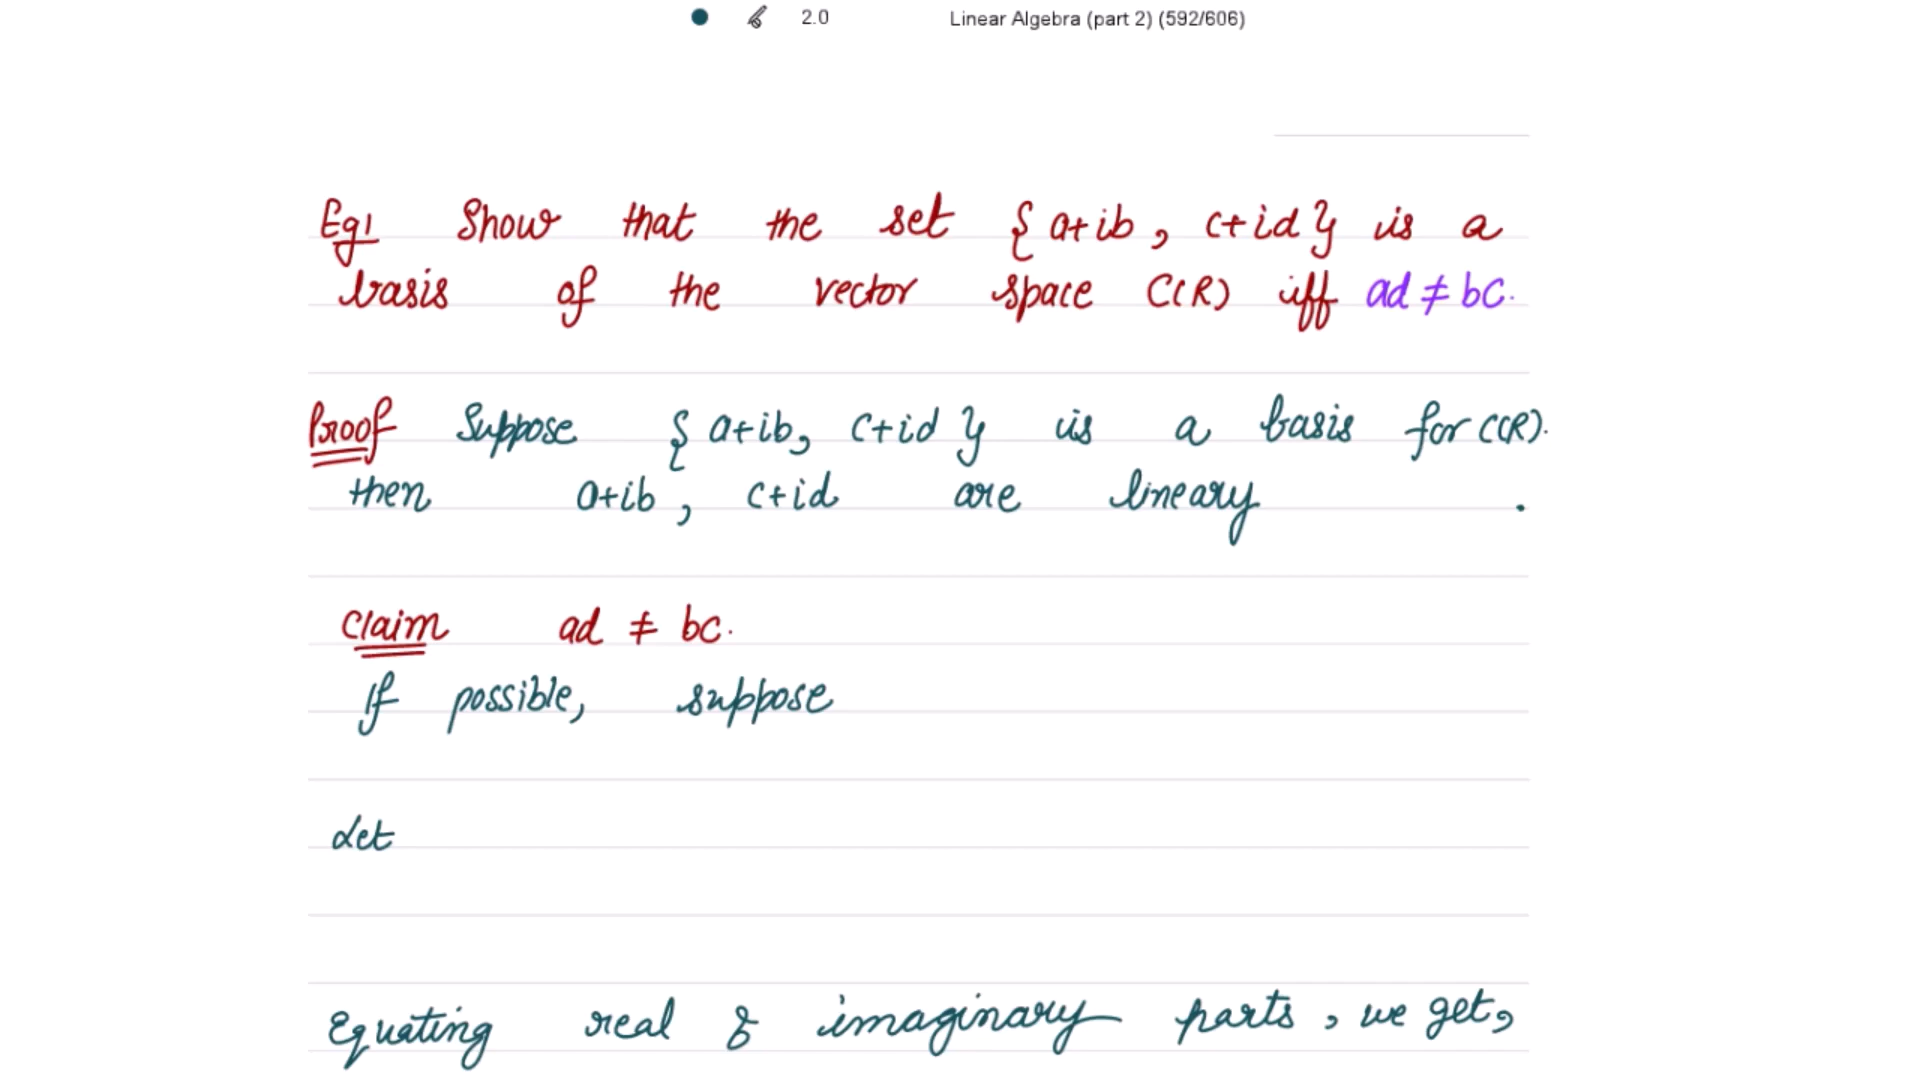 2.0 Linear Algebra (part 2) (592/606)
Eg1 Show that the set { a+ib , c+id } is a
basis of the vector space C(R) iff ad ≠ bc.
Proof Suppose { a+ib, c+id } is a basis for C(R).
then a+ib , c+id are lineary .
Claim ad ≠ bc.
If possible, suppose
Let
Equating real & imaginary parts , we get,